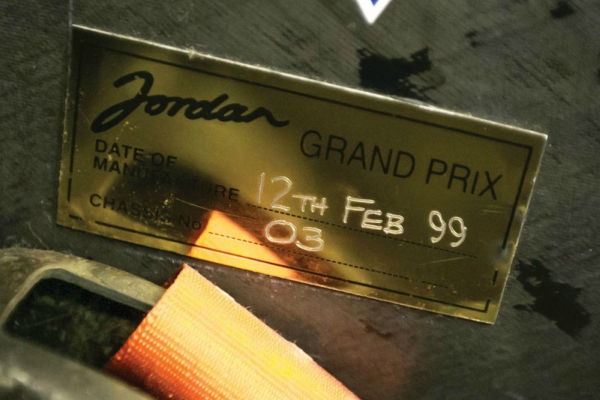 Jordan GRAND PRIX
DATE OF
MANUFACTURE 12TH FEB 99
CHASSIS No 03